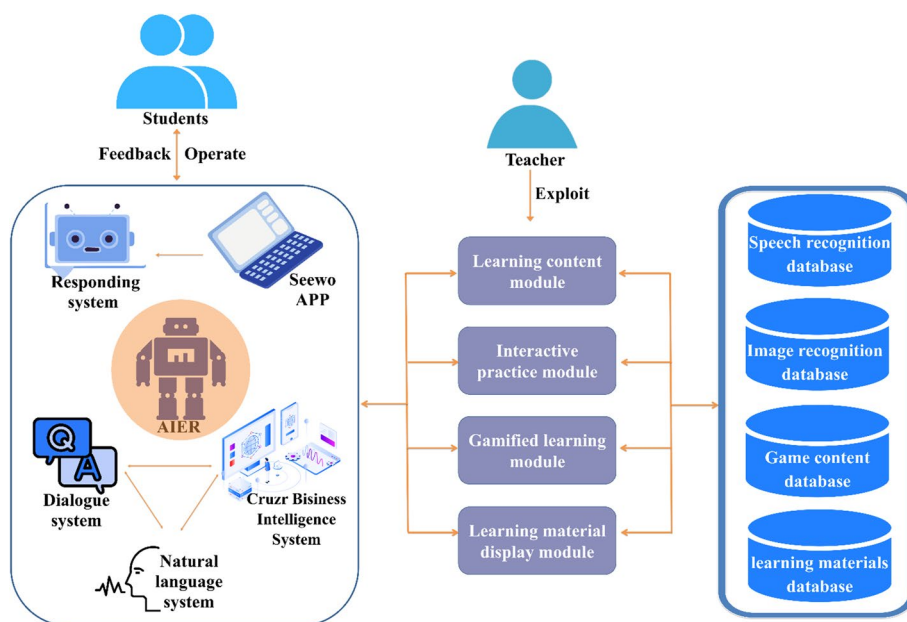 Students
Feedback
Operate
Responding
system
Seewo
APP
AIER
Dialogue
system
Cruzr Bisiness
Intelligence
System
Natural
language
system
Teacher
Exploit
Learning content
module
Interactive
practice module
Gamified learning
module
Learning material
display module
Speech recognition
database
Image recognition
database
Game content
database
learning materials
database